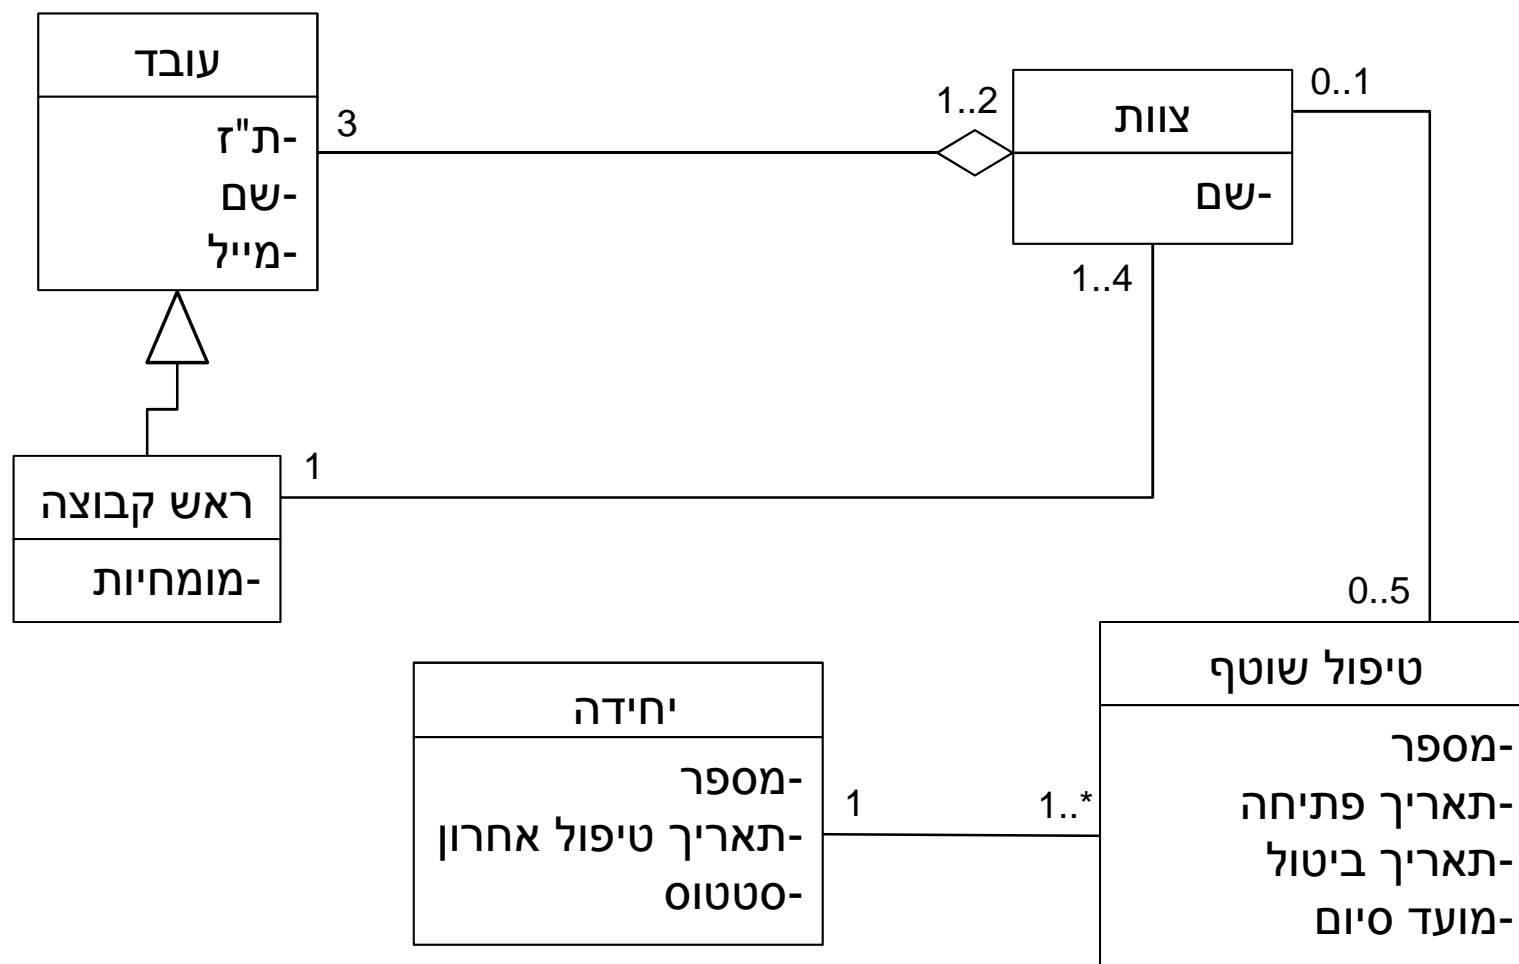 עובד
-ת"ז
-שם
-מייל
3
1..2
צוות
-שם
0..1
1..4
ראש קבוצה
-מומחיות
1
0..5
טיפול שוטף
-מספר
-תאריך פתיחה
-תאריך ביטול
-מועד סיום
יחידה
-מספר
-תאריך טיפול אחרון
-סטטוס
1
1..*